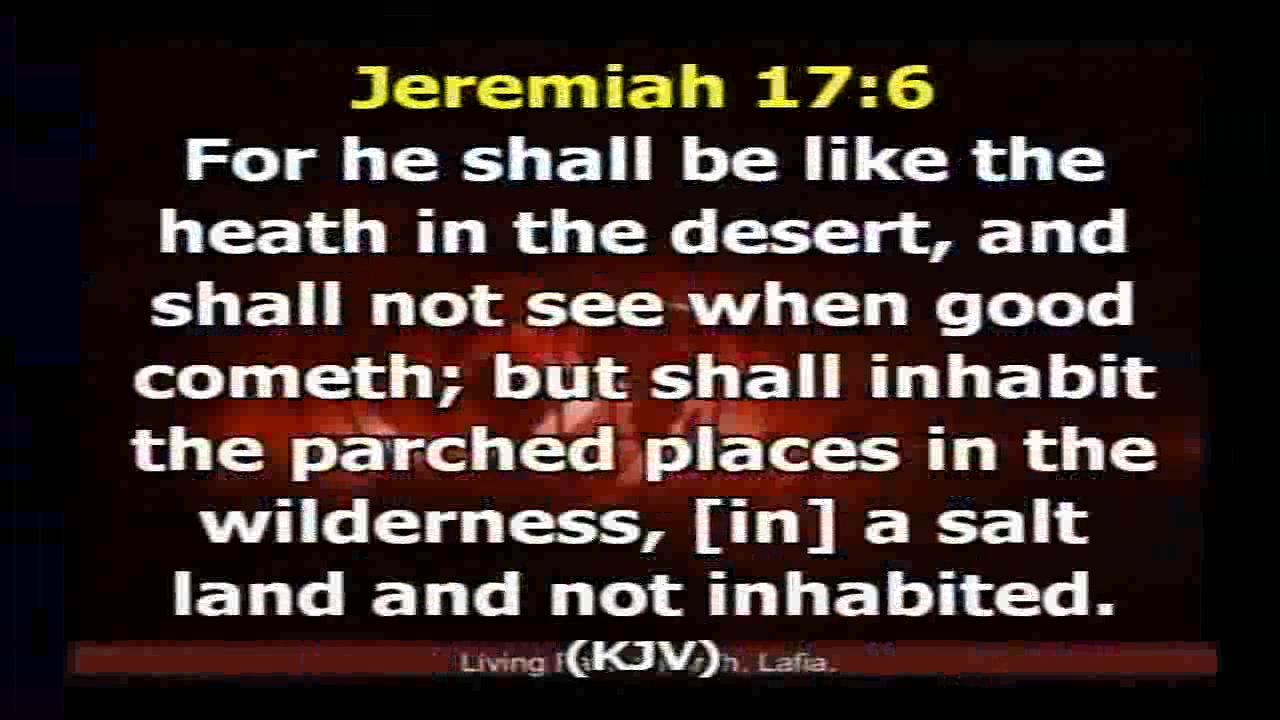 Jeremiah 17:6
For he shall be like the
heath in the desert, and
shall not see when good
cometh; but shall inhabit
the parched places in the
wilderness, [in] a salt
land and not inhabited.
(KJV)
Living Lafia.